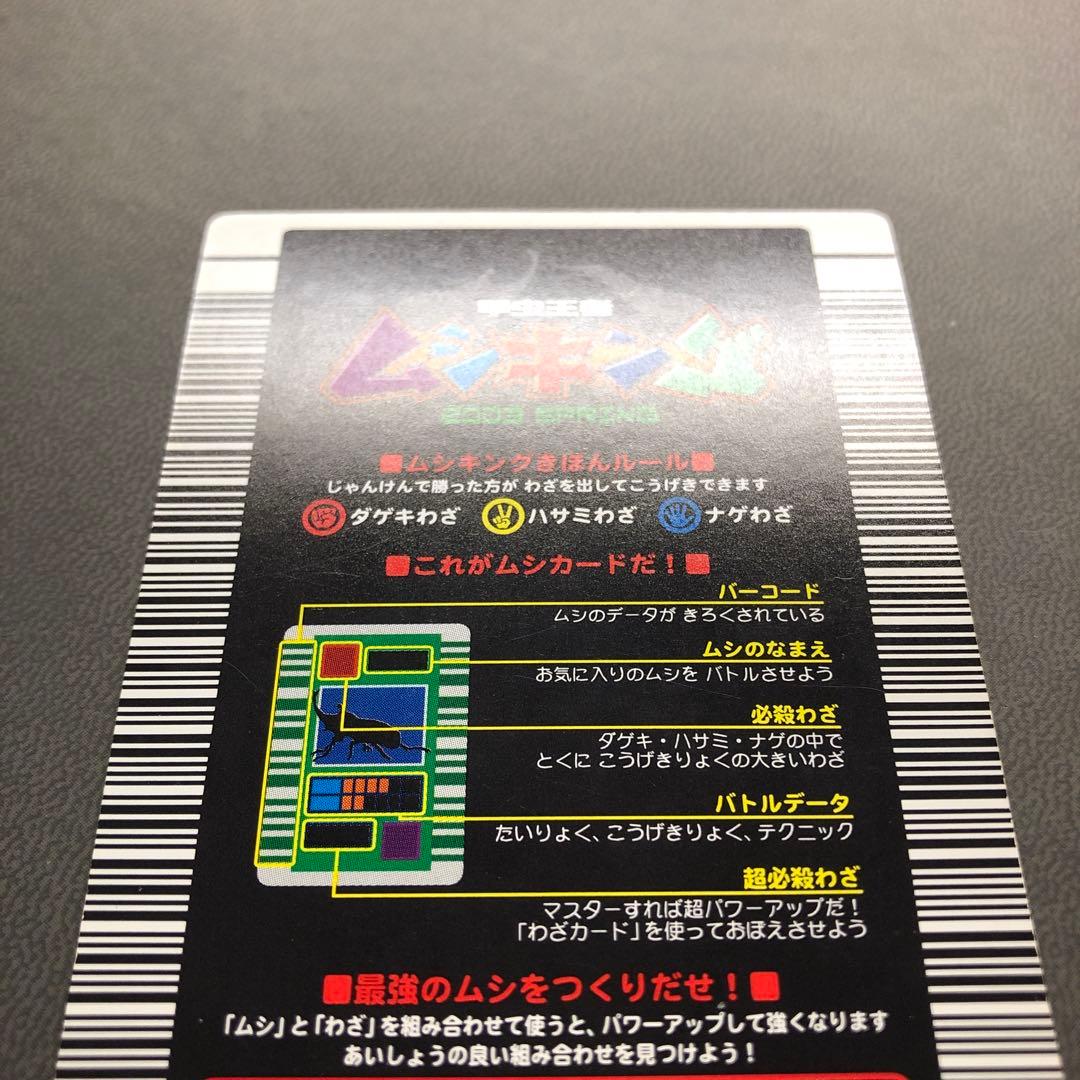 甲虫王者
ムシキング
2003 SPRING
■ムシキングきほんルール■
じゃんけんで勝った方が わざを出してこうげきできます
ダゲキわざ ハサミわざ ナゲわざ
■これがムシカードだ！■
バーコード
ムシのデータが きろくされている
ムシのなまえ
お気に入りのムシを バトルさせよう
必殺わざ
ダゲキ・ハサミ・ナゲの中で
とくに こうげきりょくの大きいわざ
バトルデータ
たいりょく、こうげきりょく、テクニック
超必殺わざ
マスターすれば超パワーアップだ！
「わざカード」を使っておぼえさせよう
■最強のムシをつくりだせ！■
「ムシ」と「わざ」を組み合わせて使うと、パワーアップして強くなります
あいしょうの良い組み合わせを見つけよう！